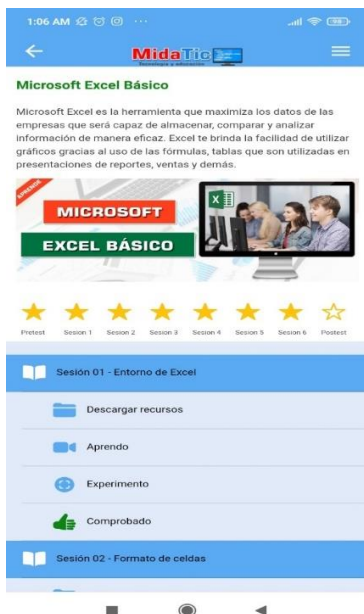 1:06 AM
MidaTic
Tecnología y educación
Microsoft Excel Básico
Microsoft Excel es la herramienta que maximiza los datos de las
empresas que será capaz de almacenar, comparar y analizar
información de manera eficaz. Excel te brinda la facilidad de utilizar
gráficos gracias al uso de las fórmulas, tablas que son utilizadas en
presentaciones de reportes, ventas y demás.
APRENDE
MICROSOFT
EXCEL BÁSICO
Pretest Sesion 1 Sesion 2 Sesion 3 Sesion 4 Sesion 5 Sesion 6 Postest
Sesión 01 - Entorno de Excel
Descargar recursos
Aprendo
Experimento
Comprobado
Sesión 02 - Formato de celdas